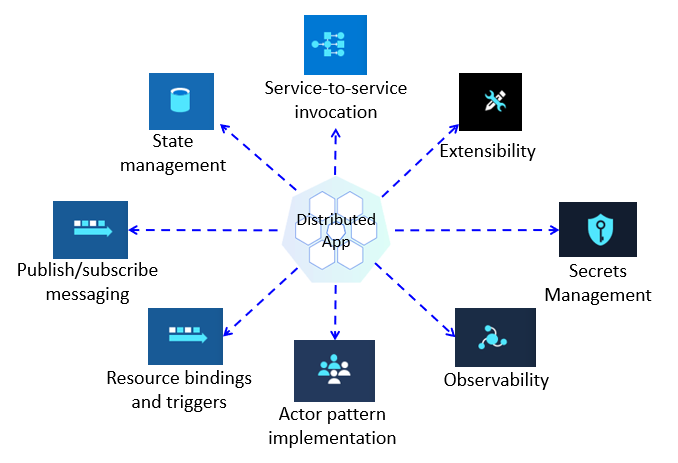 Service-to-service
invocation
State
management
Extensibility
Distributed
App
Publish/subscribe
messaging
Secrets
Management
Resource bindings
and triggers
Observability
Actor pattern
implementation